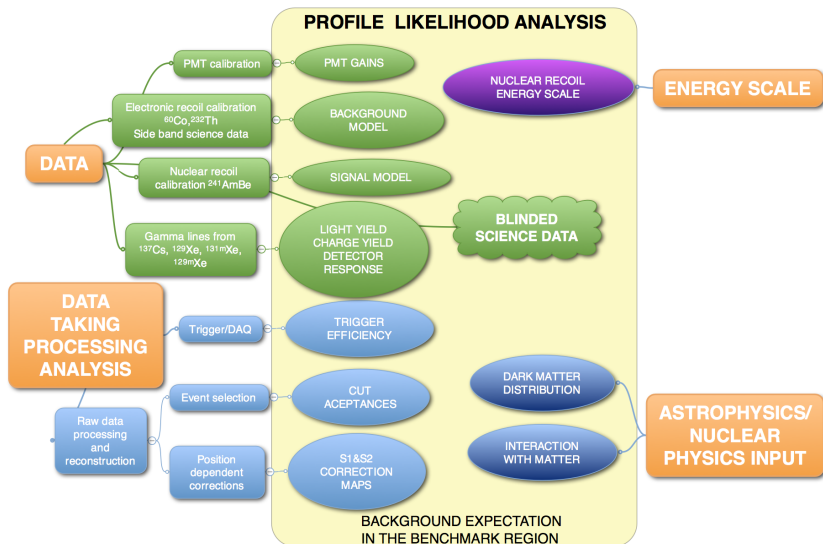 PROFILE LIKELIHOOD ANALYSIS
PMT calibration
PMT GAINS
NUCLEAR RECOIL
ENERGY SCALE
ENERGY SCALE
Electronic recoil calibration
⁶⁰Co,²³²Th
Side band science data
BACKGROUND
MODEL
DATA
Nuclear recoil
calibration ²⁴¹AmBe
SIGNAL MODEL
Gamma lines from
¹³⁷Cs, ¹²⁹Xe, ¹³¹ᵐXe,
¹²⁹ᵐXe
LIGHT YIELD
CHARGE YIELD
DETECTOR
RESPONSE
BLINDED
SCIENCE DATA
DATA
TAKING
PROCESSING
ANALYSIS
Trigger/DAQ
TRIGGER
EFFICIENCY
Event selection
CUT
ACEPTANCES
DARK MATTER
DISTRIBUTION
ASTROPHYSICS/
NUCLEAR
PHYSICS INPUT
Raw data
processing
and
reconstruction
Position
dependent
corrections
S1&S2
CORRECTION
MAPS
INTERACTION
WITH MATTER
BACKGROUND EXPECTATION
IN THE BENCHMARK REGION